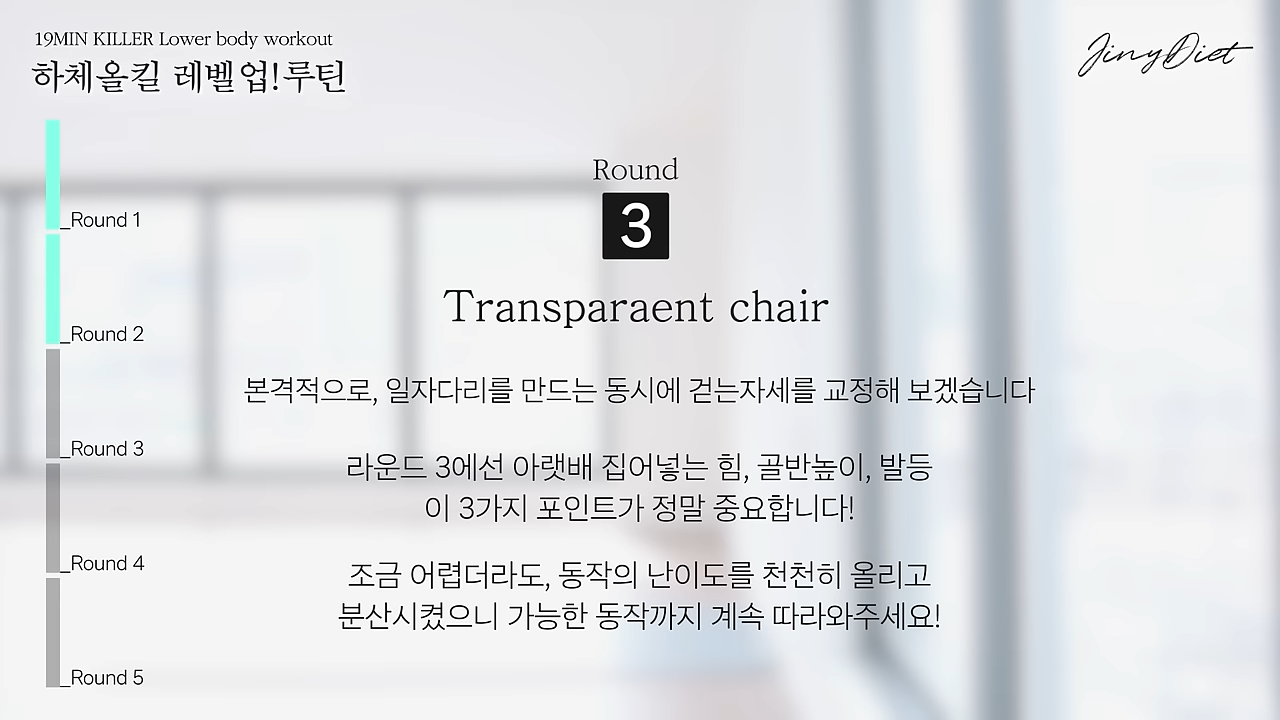 19MIN KILLER Lower body workout
하체올킬 레벨업!루틴
JinyDiet
_Round 1
_Round 2
_Round 3
_Round 4
_Round 5
Round
3
Transparaent chair
본격적으로, 일자다리를 만드는 동시에 걷는자세를 교정해 보겠습니다
라운드 3에선 아랫배 집어넣는 힘, 골반높이, 발등
이 3가지 포인트가 정말 중요합니다!
조금 어렵더라도, 동작의 난이도를 천천히 올리고
분산시켰으니 가능한 동작까지 계속 따라와주세요!